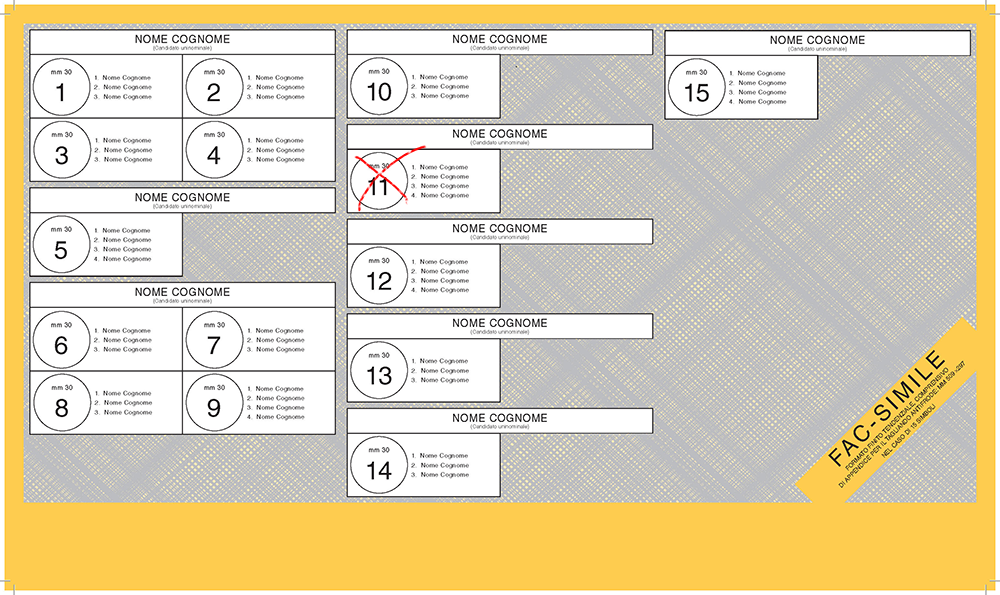 NOME COGNOME
(Candidato uninominale)
mm 30
1
1. Nome Cognome
2. Nome Cognome
3. Nome Cognome
mm 30
2
1. Nome Cognome
2. Nome Cognome
3. Nome Cognome
mm 30
3
1. Nome Cognome
2. Nome Cognome
3. Nome Cognome
mm 30
4
1. Nome Cognome
2. Nome Cognome
3. Nome Cognome
NOME COGNOME
(Candidato uninominale)
mm 30
5
1. Nome Cognome
2. Nome Cognome
3. Nome Cognome
4. Nome Cognome
NOME COGNOME
(Candidato uninominale)
mm 30
6
1. Nome Cognome
2. Nome Cognome
3. Nome Cognome
mm 30
7
1. Nome Cognome
2. Nome Cognome
3. Nome Cognome
mm 30
8
1. Nome Cognome
2. Nome Cognome
3. Nome Cognome
mm 30
9
1. Nome Cognome
2. Nome Cognome
3. Nome Cognome
4. Nome Cognome
NOME COGNOME
(Candidato uninominale)
mm 30
10
1. Nome Cognome
2. Nome Cognome
3. Nome Cognome
NOME COGNOME
(Candidato uninominale)
mm 30
11
1. Nome Cognome
2. Nome Cognome
3. Nome Cognome
4. Nome Cognome
NOME COGNOME
(Candidato uninominale)
mm 30
12
1. Nome Cognome
2. Nome Cognome
3. Nome Cognome
4. Nome Cognome
NOME COGNOME
(Candidato uninominale)
mm 30
13
1. Nome Cognome
2. Nome Cognome
3. Nome Cognome
NOME COGNOME
(Candidato uninominale)
mm 30
14
1. Nome Cognome
2. Nome Cognome
3. Nome Cognome
NOME COGNOME
(Candidato uninominale)
mm 30
15
1. Nome Cognome
2. Nome Cognome
3. Nome Cognome
4. Nome Cognome
FAC-SIMILE
FORMATO FINITO TENDENZIALE, COMPRENSIVO
DI APPENDICE PER IL TAGLIANDO ANTIFRODE: MM 509 x297
NEL CASO DI 15 SIMBOLI